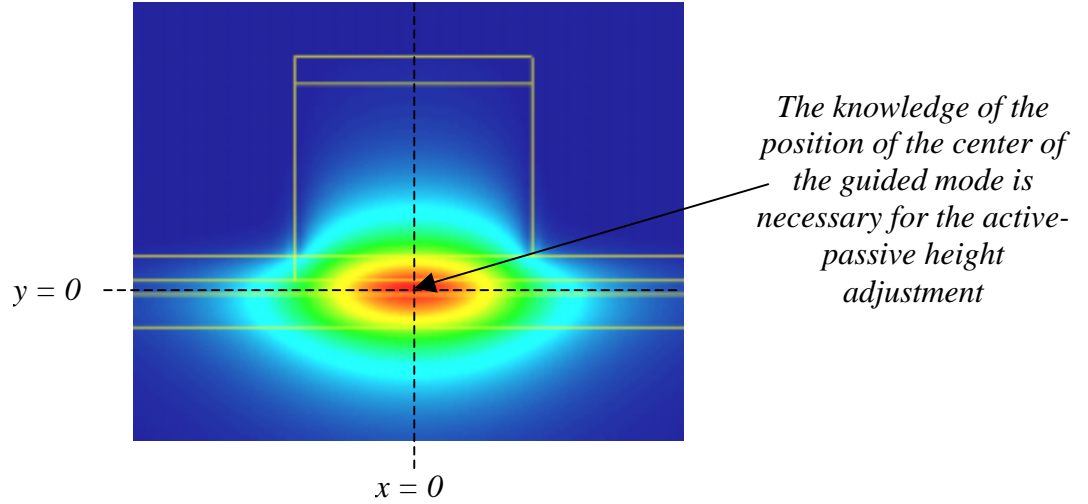 The knowledge of the
position of the center of
the guided mode is
necessary for the active-
passive height
adjustment
y = 0
x = 0